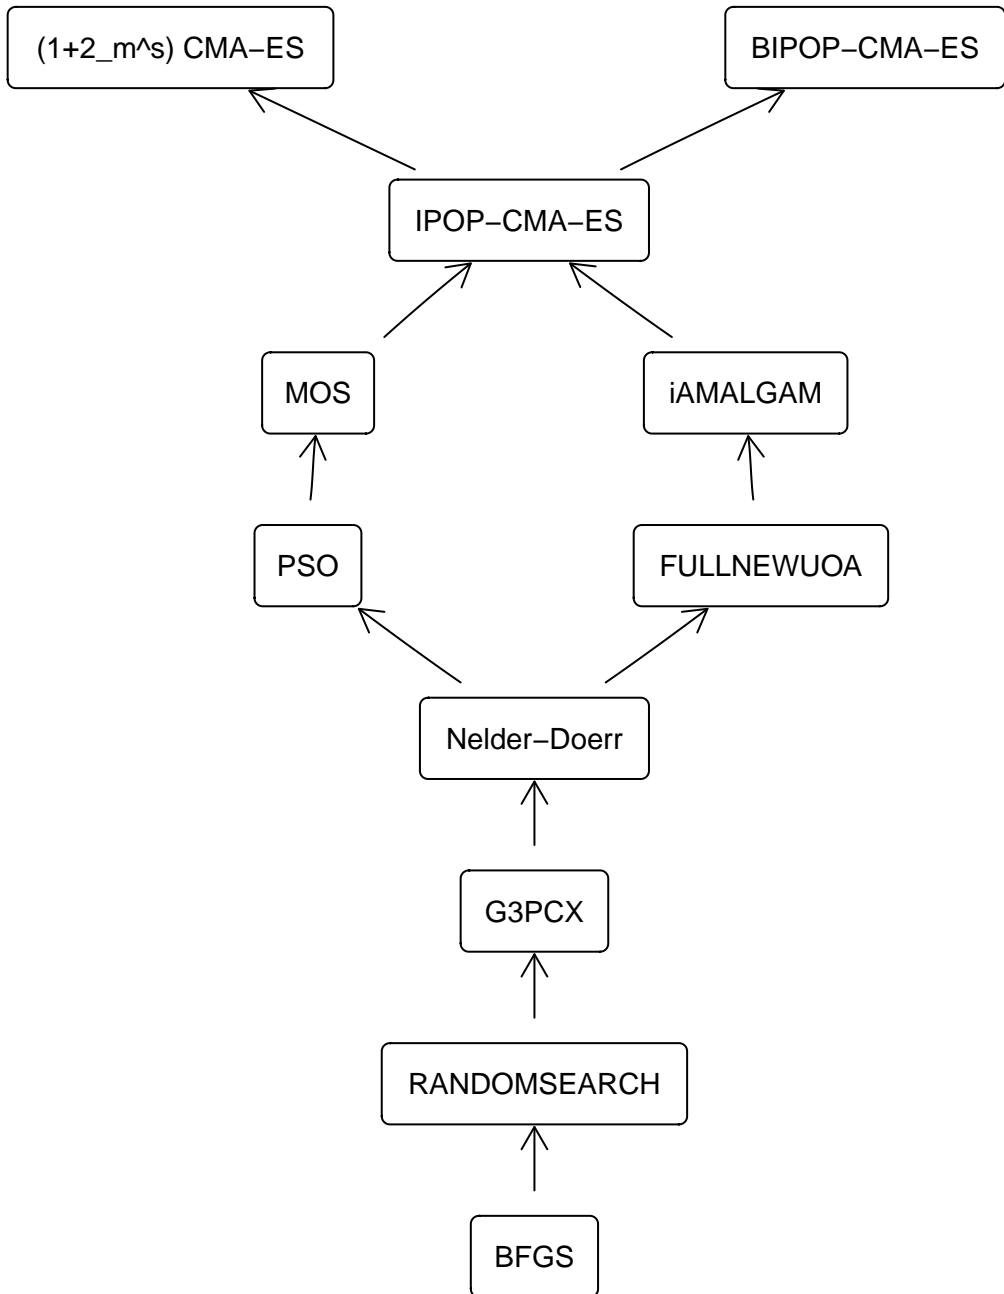 (1+2_m^s) CMA−ES
BIPOP−CMA−ES
IPOP−CMA−ES
MOS
iAMALGAM
PSO
FULLNEWUOA
Nelder−Doerr
G3PCX
RANDOMSEARCH
BFGS